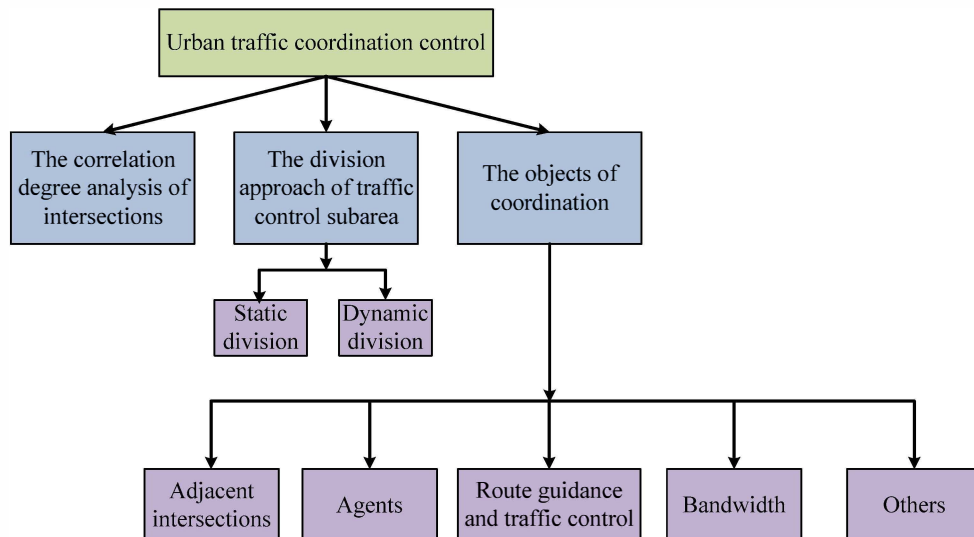 Urban traffic coordination control
The correlation
degree analysis of
intersections
The division
approach of traffic
control subarea
The objects of
coordination
Static
division
Dynamic
division
Adjacent
intersections
Agents
Route guidance
and traffic control
Bandwidth
Others